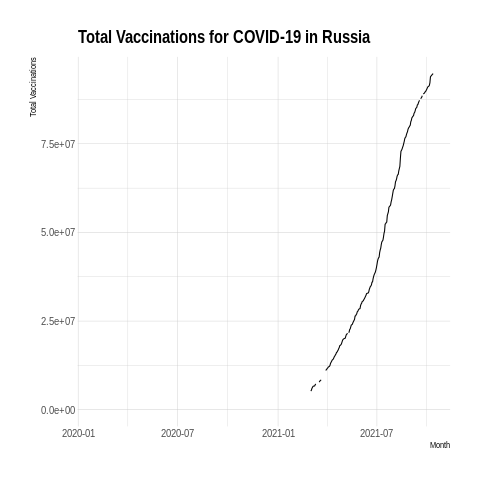 Total Vaccinations for COVID-19 in Russia
Total Vaccinations
7.5e+07
5.0e+07
2.5e+07
0.0e+00
2020-01 2020-07 2021-01 2021-07
Month